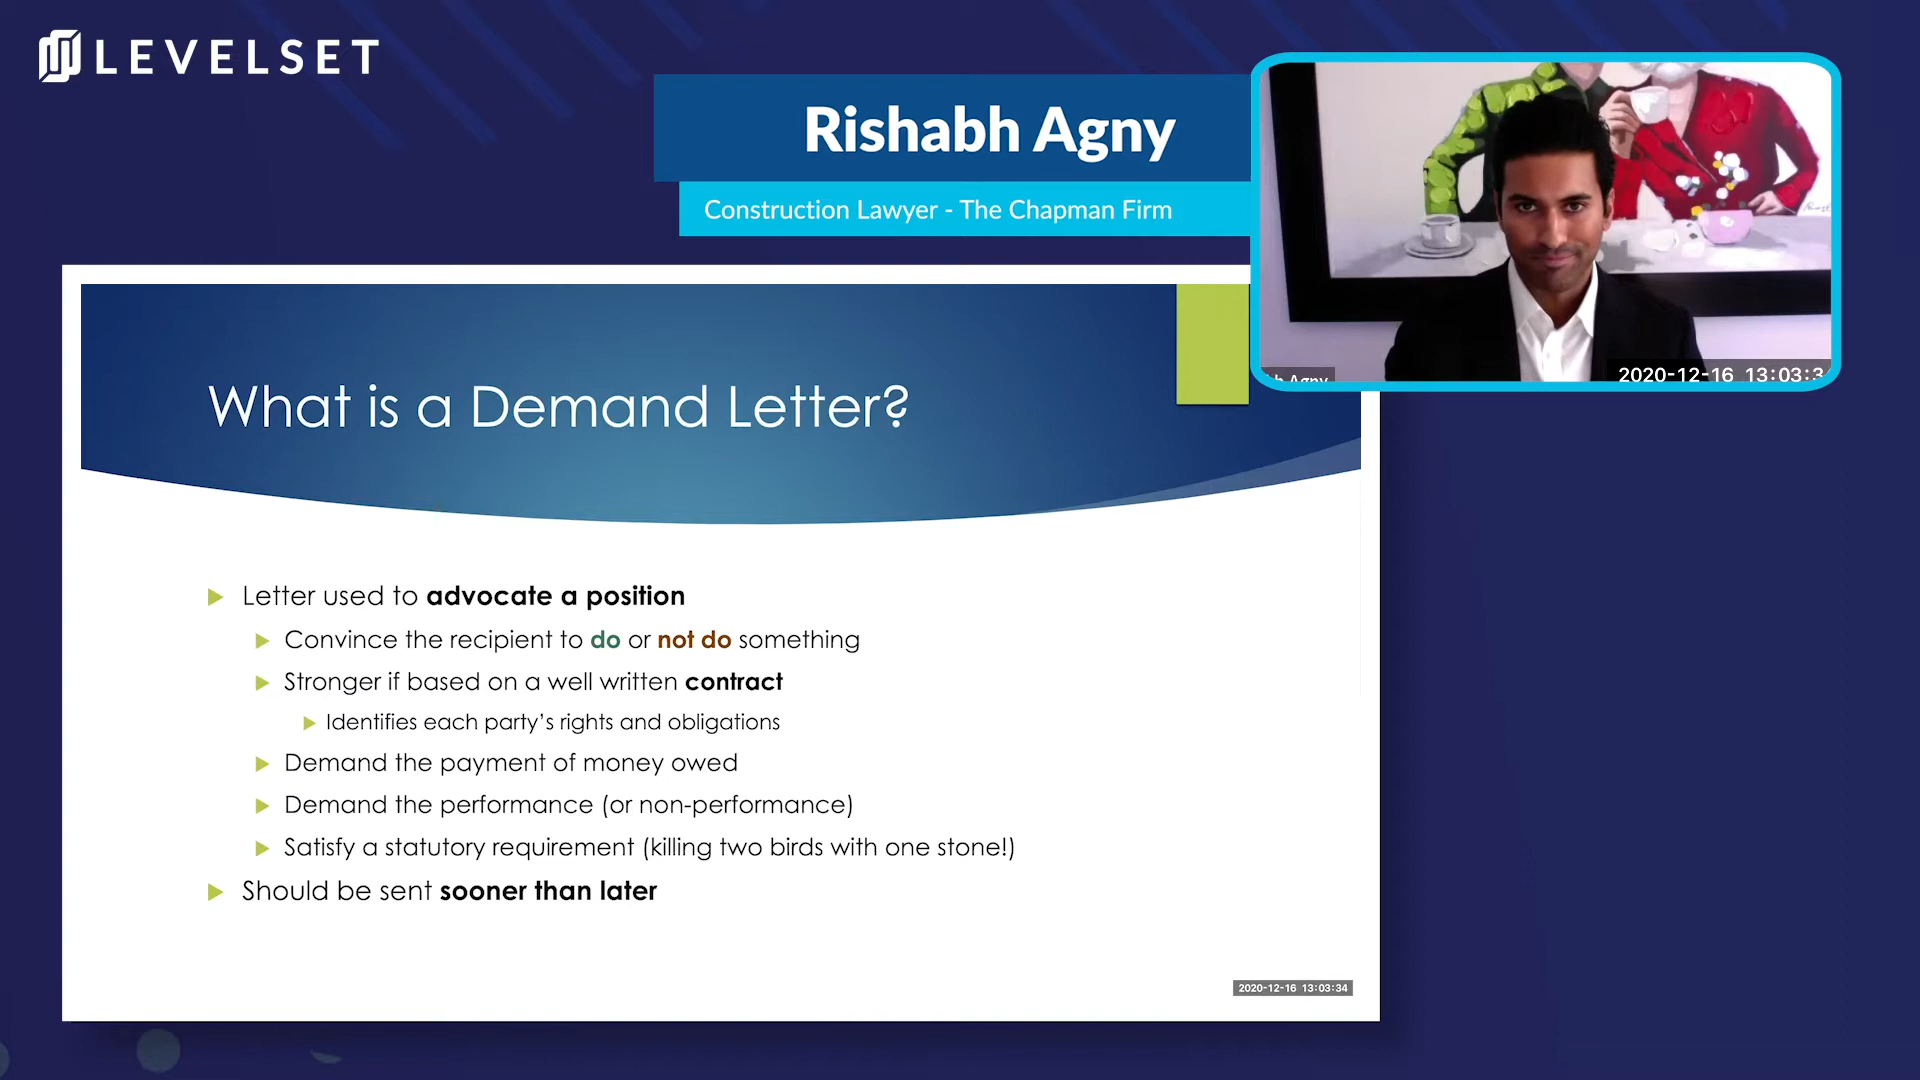 LEVELSET
Rishabh Agny
Construction Lawyer - The Chapman Firm
Agny
2020-12-16 13:03:3
What is a Demand Letter?
Letter used to advocate a position
Convince the recipient to do or not do something
Stronger if based on a well written contract
Identifies each party’s rights and obligations
Demand the payment of money owed
Demand the performance (or non-performance)
Satisfy a statutory requirement (killing two birds with one stone!)
Should be sent sooner than later
2020-12-16 13:03:34